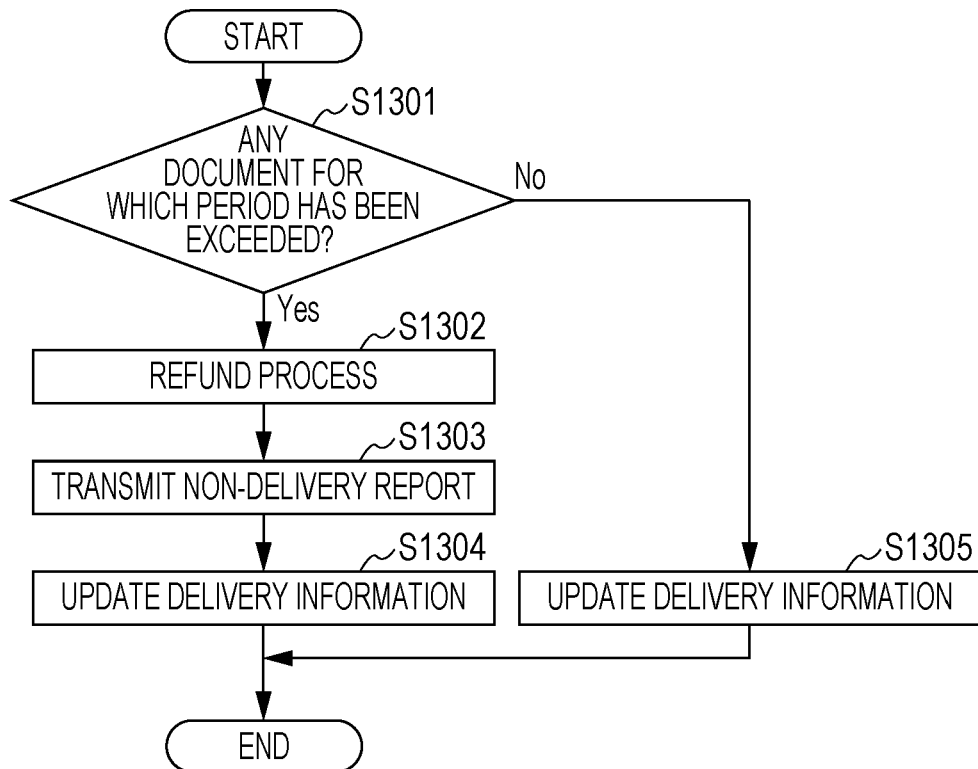 START
S1301
ANY
DOCUMENT FOR
WHICH PERIOD HAS BEEN
EXCEEDED?
No
Yes
S1302
REFUND PROCESS
S1303
TRANSMIT NON-DELIVERY REPORT
S1304
UPDATE DELIVERY INFORMATION
S1305
UPDATE DELIVERY INFORMATION
END